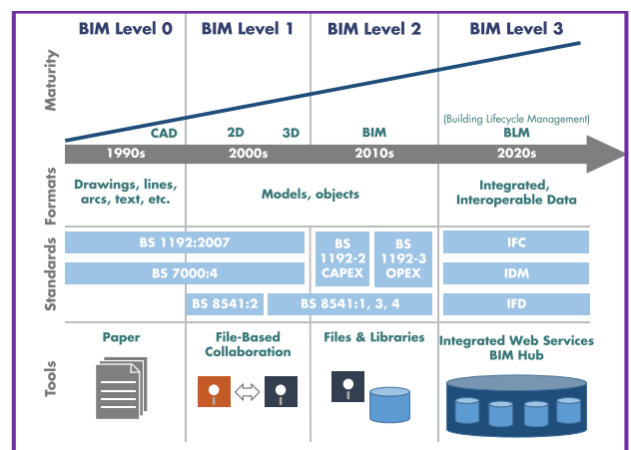 BIM Level 0
BIM Level 1
BIM Level 2
BIM Level 3
Maturity
(Building Lifecycle Management)
CAD
2D
3D
BIM
BLM
1990s
2000s
2010s
2020s
Formats
Drawings, lines,
arcs, text, etc.
Models, objects
Integrated,
Interoperable Data
Standards
BS 1192:2007
BS 7000:4
BS 8541:2
BS 8541:1, 3, 4
BS
1192-2
CAPEX
BS
1192-3
OPEX
IFC
IDM
IFD
Tools
Paper
File-Based
Collaboration
Files & Libraries
Integrated Web Services
BIM Hub